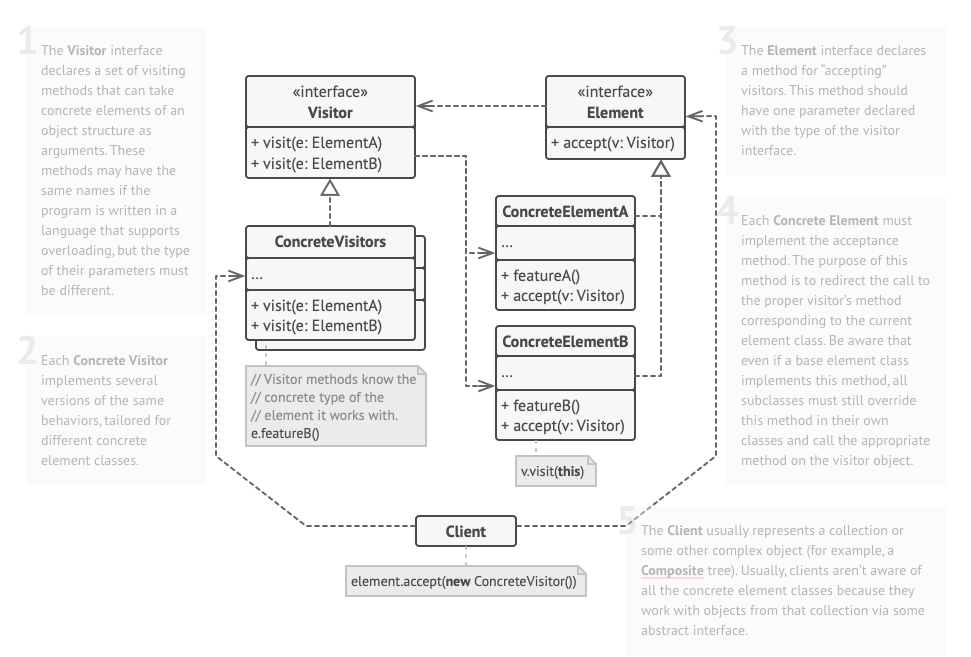 1
The Visitor interface
declares a set of visiting
methods that can take
concrete elements of an
object structure as
arguments. These
methods may have the
same names if the
program is written in a
language that supports
overloading, but the type
of their parameters must
be different.
2
Each Concrete Visitor
implements several
versions of the same
behaviors, tailored for
different concrete
element classes.
«interface»
Visitor
+ visit(e: ElementA)
+ visit(e: ElementB)
ConcreteVisitors
...
+ visit(e: ElementA)
+ visit(e: ElementB)
// Visitor methods know the
// concrete type of the
// element it works with.
e.featureB()
«interface»
Element
+ accept(v: Visitor)
ConcreteElementA
...
+ featureA()
+ accept(v: Visitor)
ConcreteElementB
...
+ featureB()
+ accept(v: Visitor)
v.visit(this)
Client
element.accept(new ConcreteVisitor())
3
The Element interface declares
a method for “accepting”
visitors. This method should
have one parameter declared
with the type of the visitor
interface.
4
Each Concrete Element must
implement the acceptance
method. The purpose of this
method is to redirect the call to
the proper visitor’s method
corresponding to the current
element class. Be aware that
even if a base element class
implements this method, all
subclasses must still override
this method in their own
classes and call the appropriate
method on the visitor object.
5
The Client usually represents a collection or
some other complex object (for example, a
Composite tree). Usually, clients aren’t aware of
all the concrete element classes because they
work with objects from that collection via some
abstract interface.